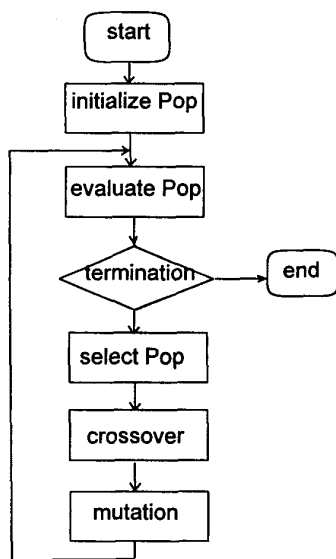 start
initialize Pop
evaluate Pop
termination
end
select Pop
crossover
mutation